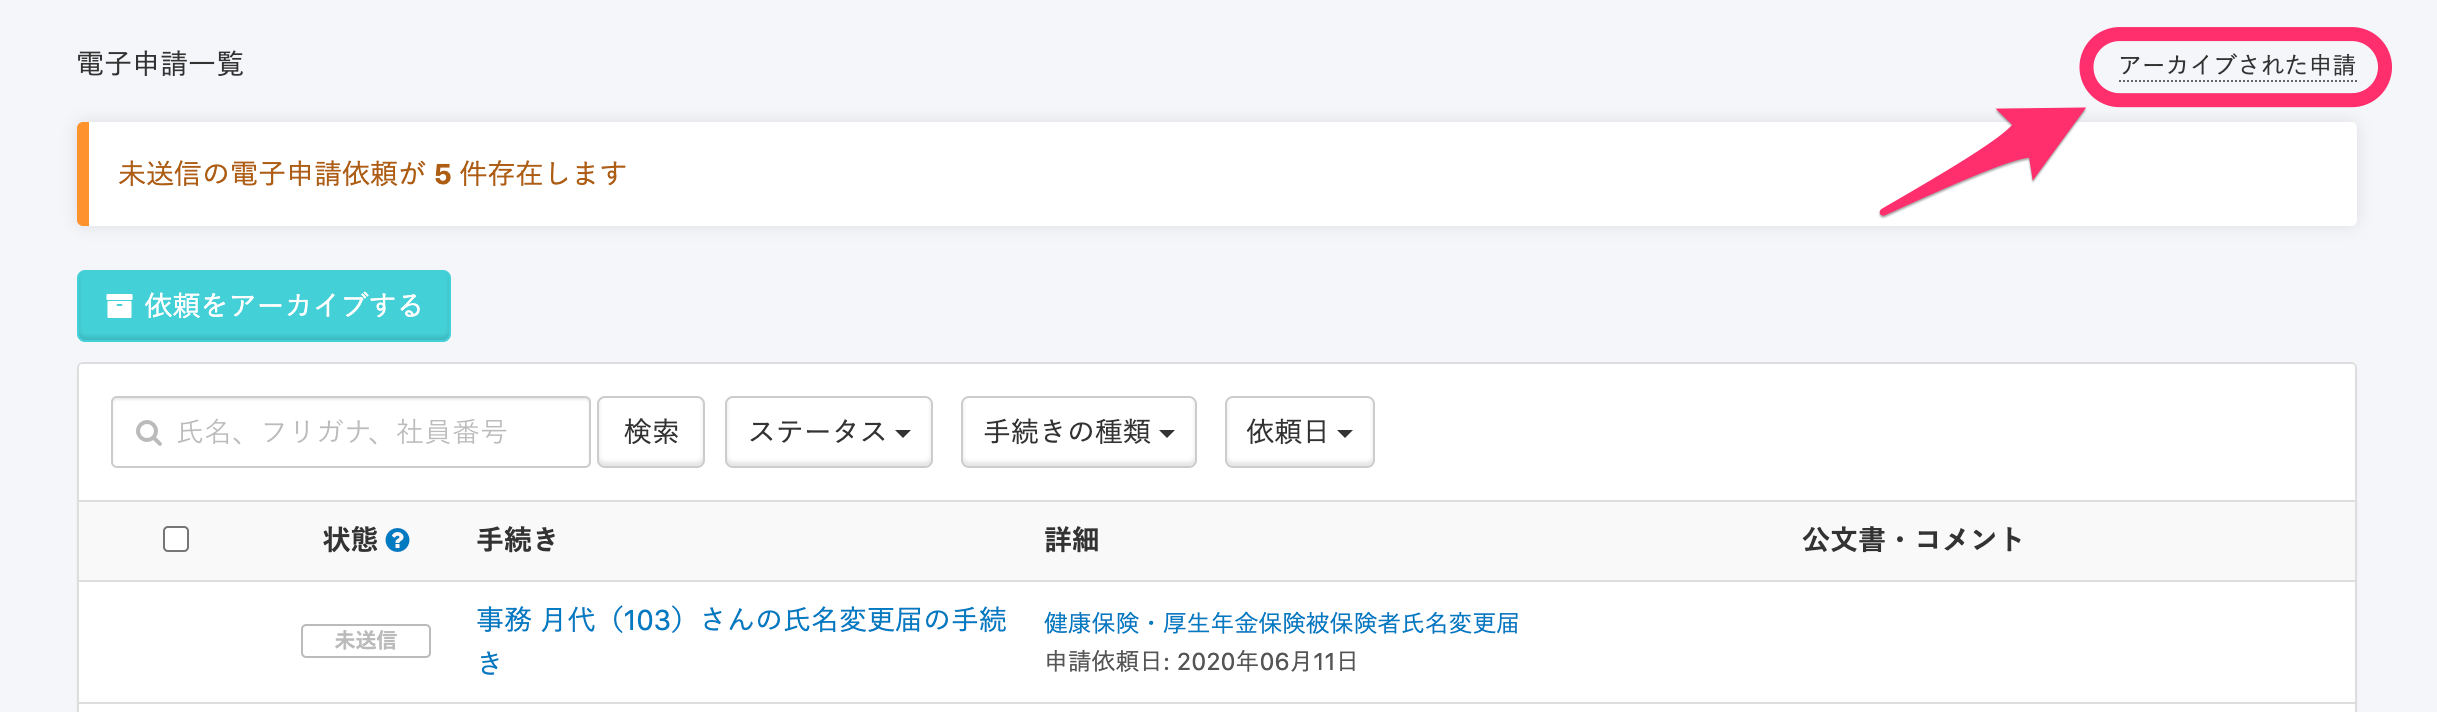 電子申請一覧
アーカイブされた申請
未送信の電子申請依頼が 5 件存在します
依頼をアーカイブする
氏名、フリガナ、社員番号
検索
ステータス
手続きの種類
依頼日
状態 ?
手続き
詳細
公文書・コメント
未送信
事務 月代（103）さんの氏名変更届の手続
き
健康保険・厚生年金保険被保険者氏名変更届
申請依頼日: 2020年06月11日